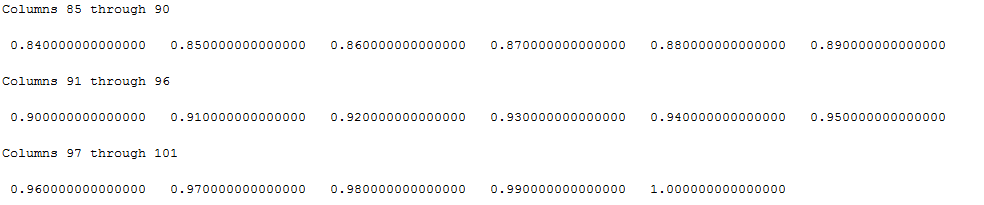 Columns 85 through 90
0.840000000000000 0.850000000000000 0.860000000000000 0.870000000000000 0.880000000000000 0.890000000000000
Columns 91 through 96
0.900000000000000 0.910000000000000 0.920000000000000 0.930000000000000 0.940000000000000 0.950000000000000
Columns 97 through 101
0.960000000000000 0.970000000000000 0.980000000000000 0.990000000000000 1.000000000000000